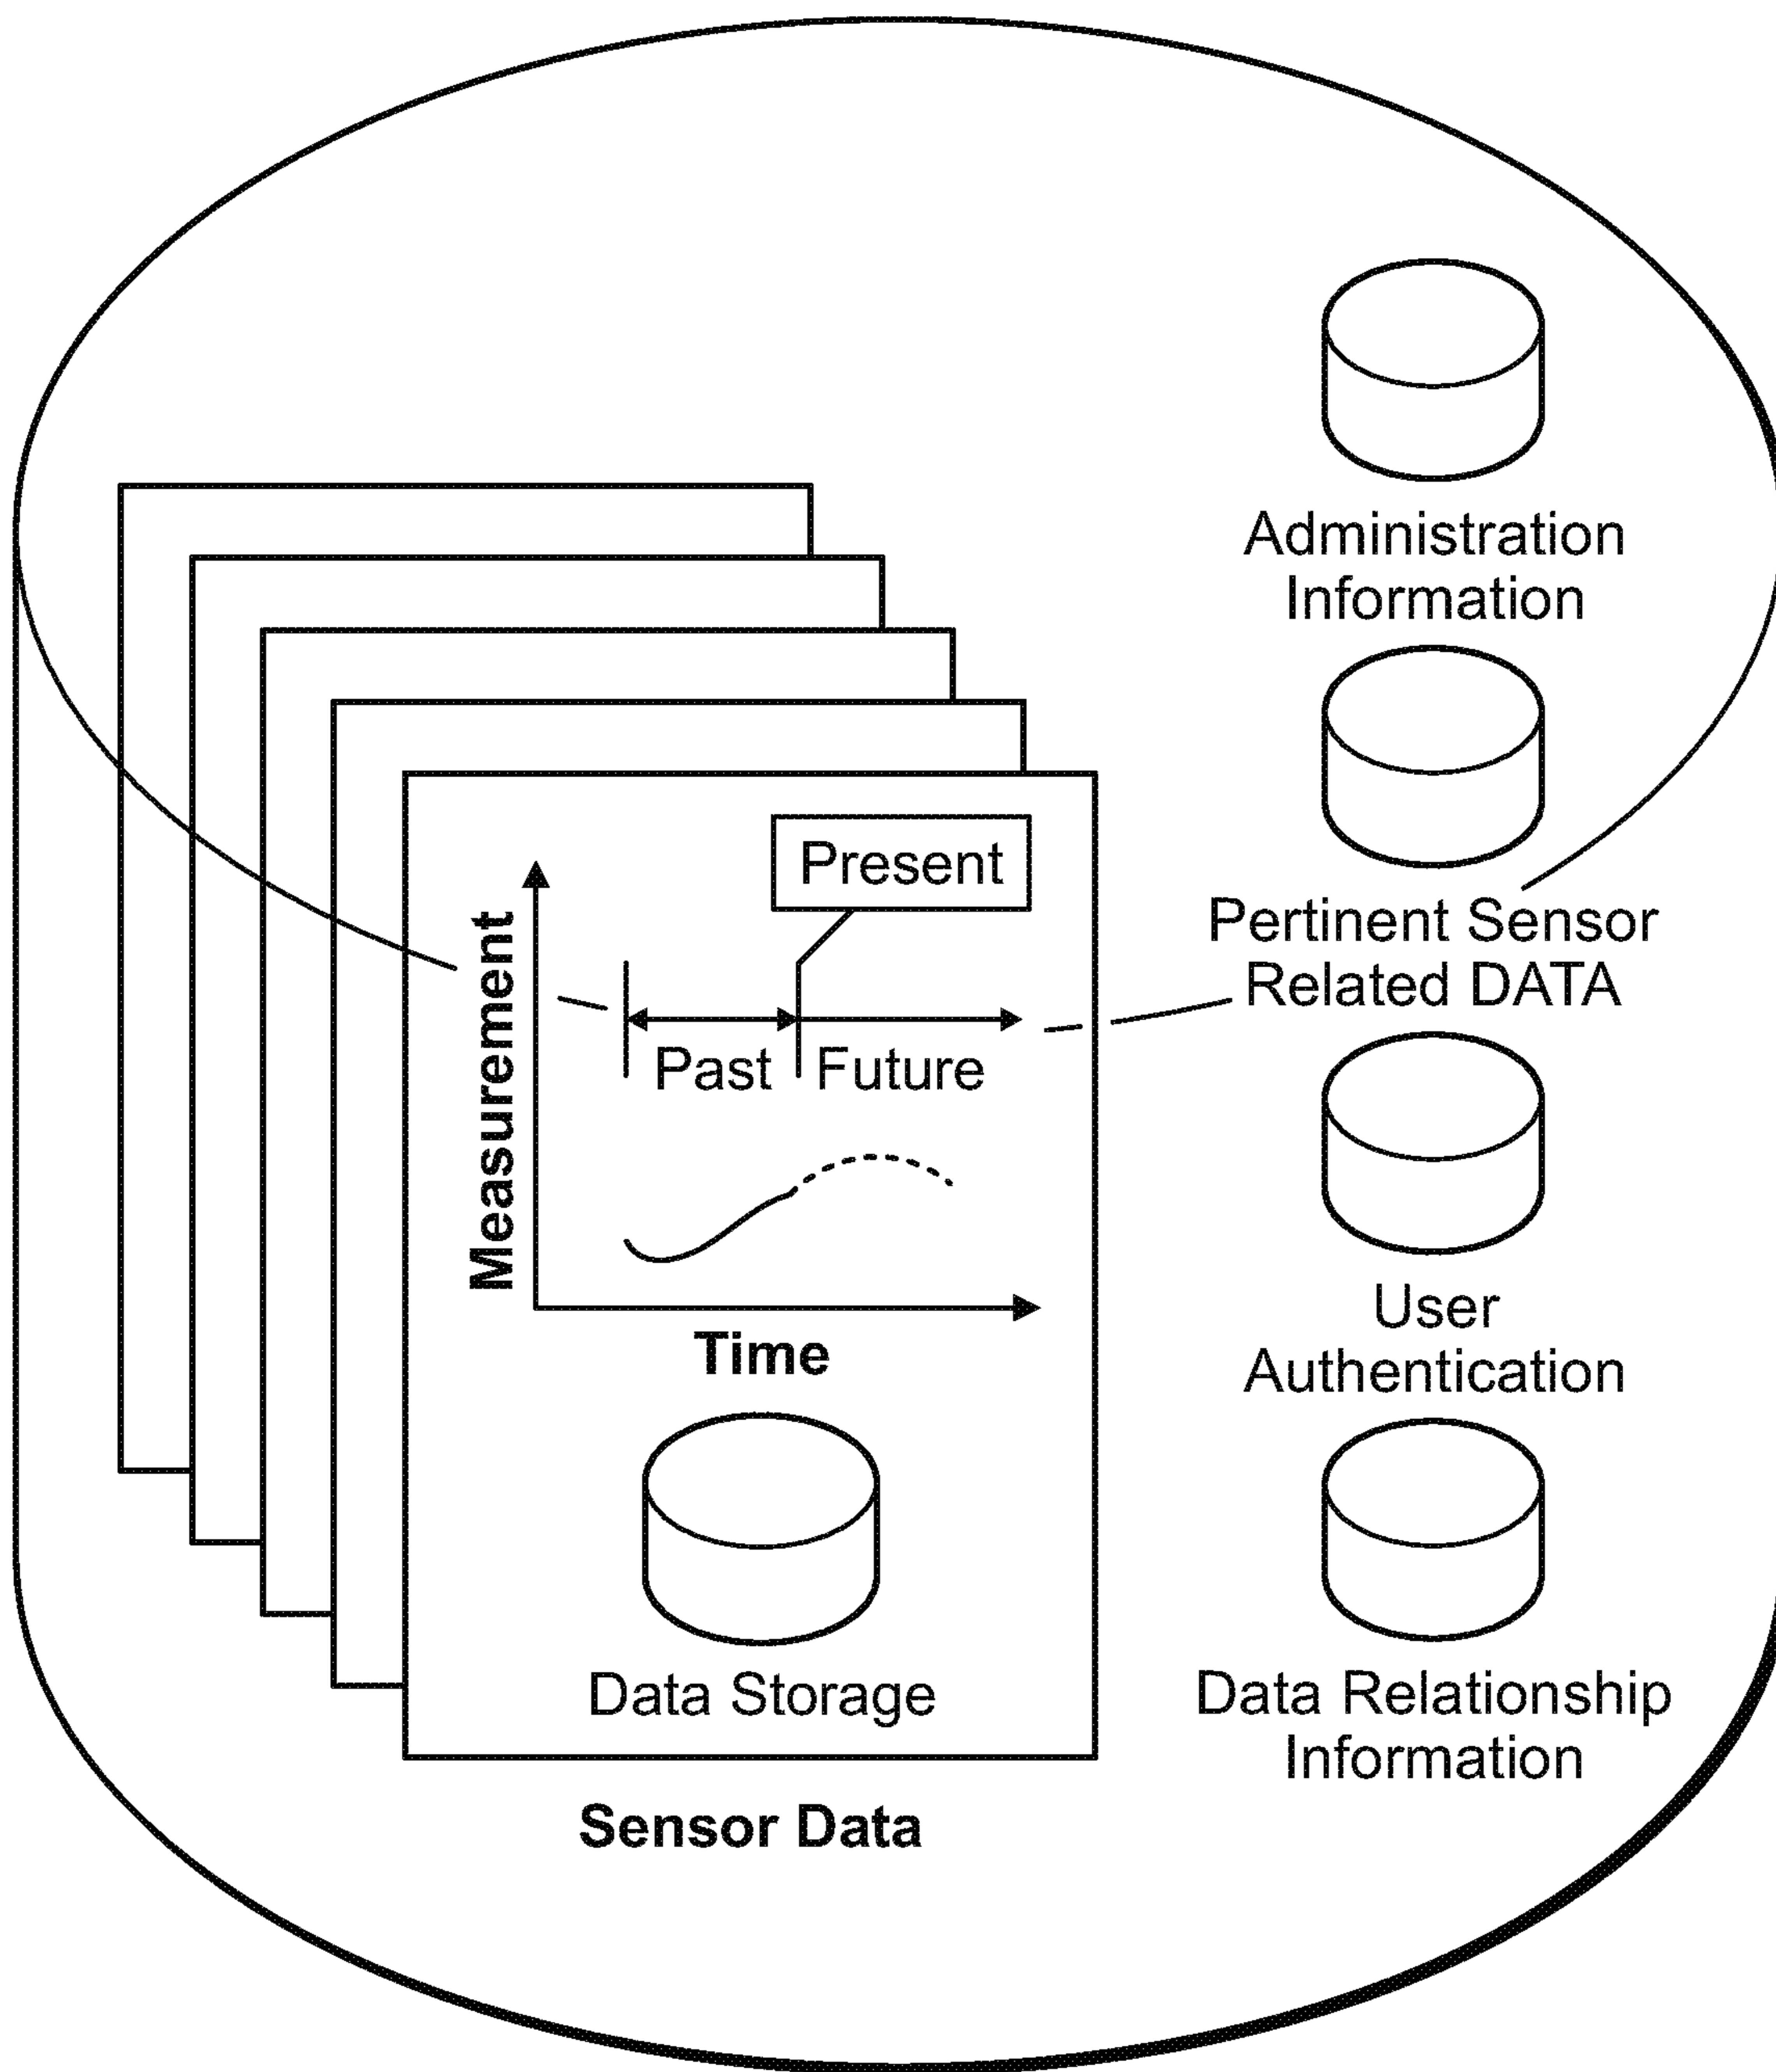 Administration
Information
Pertinent Sensor
Related DATA
User
Authentication
Data Relationship
Information
Present
Measurement
Past
Future
Time
Data Storage
Sensor Data